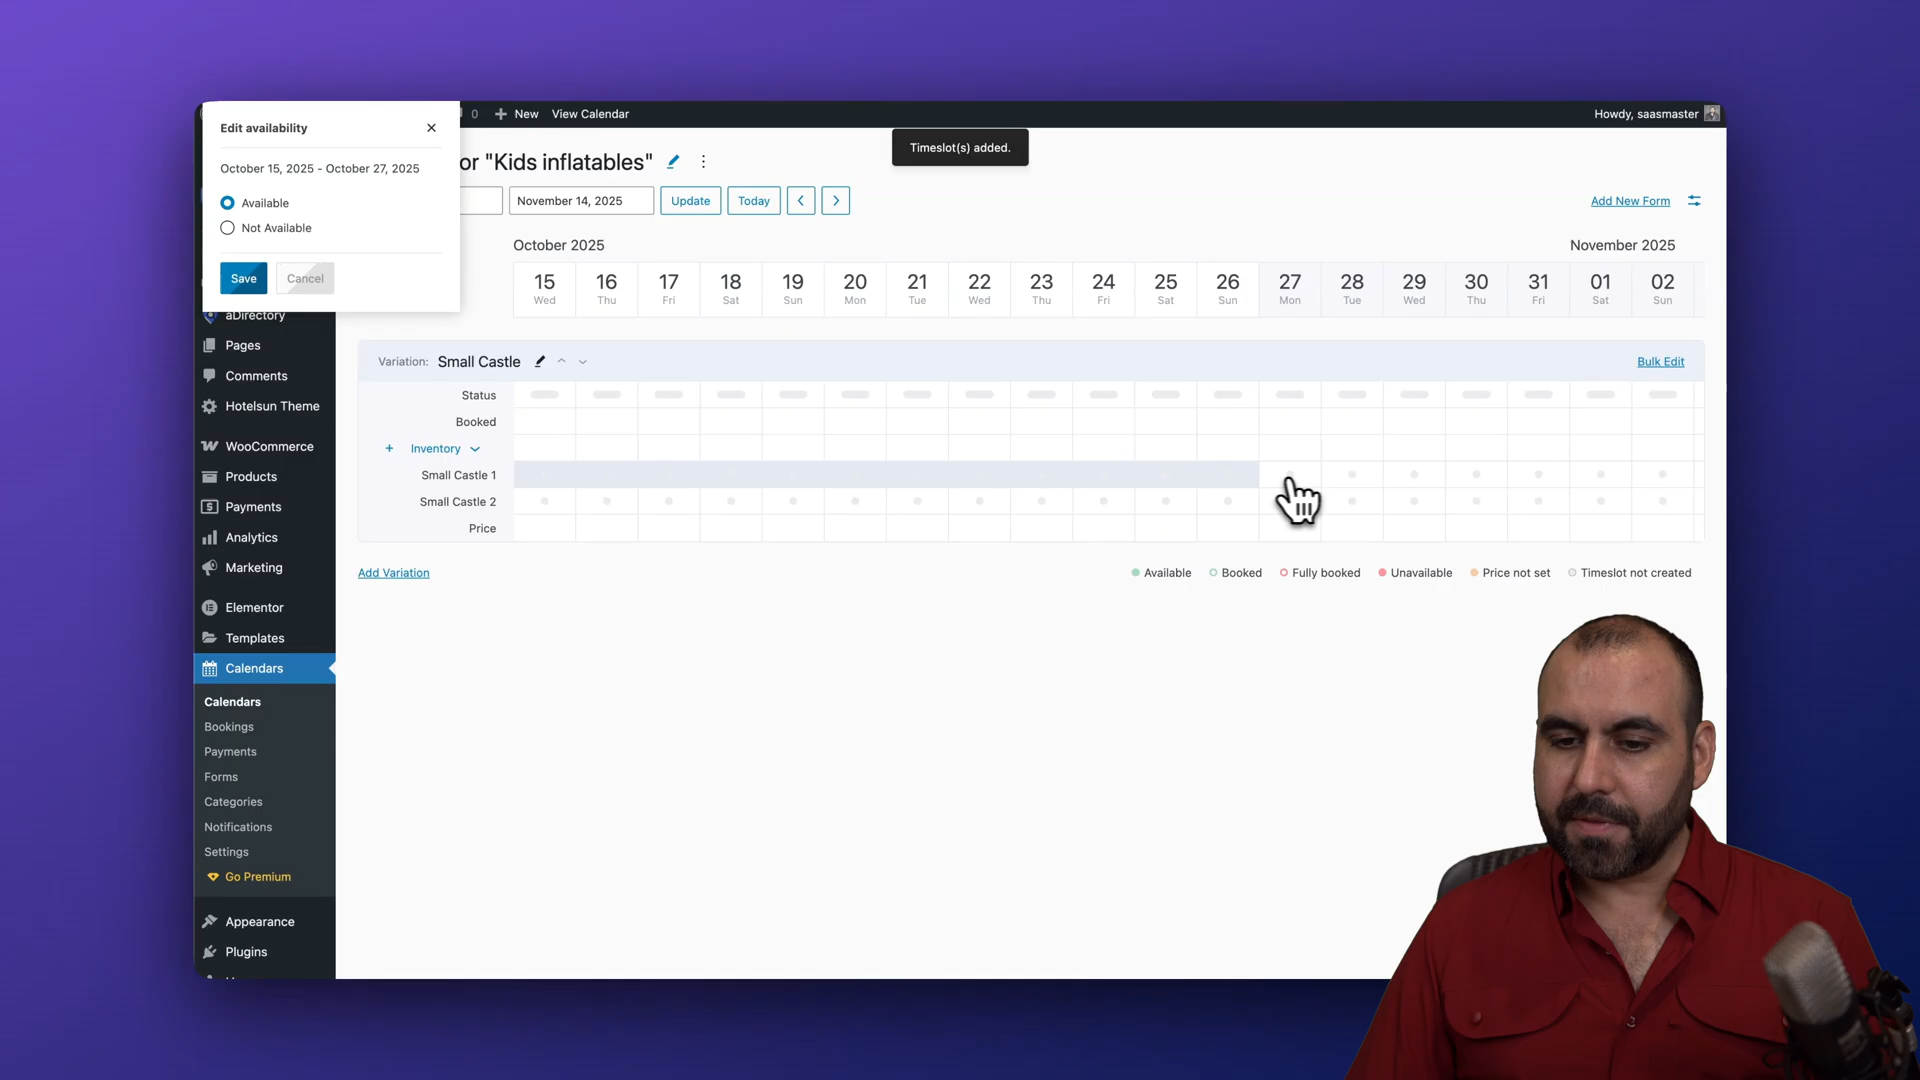 Edit availability
0
New
View Calendar
Howdy, saasmaster
Timeslot(s) added.
October 15, 2025 - October 27, 2025
or "Kids inflatables"
Available
Not Available
Save
Cancel
November 14, 2025
Update
Today
Add New Form
October 2025
November 2025
15 16 17 18 19 20 21 22 23 24 25 26 27 28 29 30 31 01 02
Wed Thu Fri Sat Sun Mon Tue Wed Thu Fri Sat Sun Mon Tue Wed Thu Fri Sat Sun
Variation: Small Castle
Bulk Edit
Status
Booked
+ Inventory
Small Castle 1
Small Castle 2
Price
Add Variation
Available
Booked
Fully booked
Unavailable
Price not set
Timeslot not created
aDirectory
Pages
Comments
Hotelsun Theme
WooCommerce
Products
Payments
Analytics
Marketing
Elementor
Templates
Calendars
Calendars
Bookings
Payments
Forms
Categories
Notifications
Settings
Go Premium
Appearance
Plugins